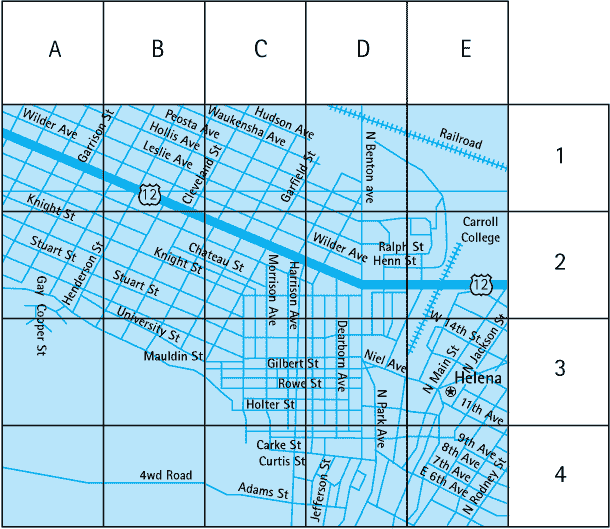 A B C D E
1
2
3
4
Wilder Ave
Garrison St
Peosta Ave
Hollis Ave
Leslie Ave
Waukensha Ave
Hudson Ave
Cleveland St
Garfield St
N Benton ave
Railroad
12
Knight St
Stuart St
Henderson St
Gay Cooper St
Stuart St
Knight St
Chateau St
Morrison Ave
Harrison Ave
Wilder Ave
Ralph St
Henn St
Carroll
College
12
University St
Mauldin St
Gilbert St
Rowe St
Holter St
Dearborn Ave
Niel Ave
N Park Ave
W 14th St
N Main St
N Jackson St
Helena
11th Ave
4wd Road
Carke St
Curtis St
Adams St
Jefferson St
9th Ave
8th Ave
7th Ave
E 6th Ave
N Rodney St